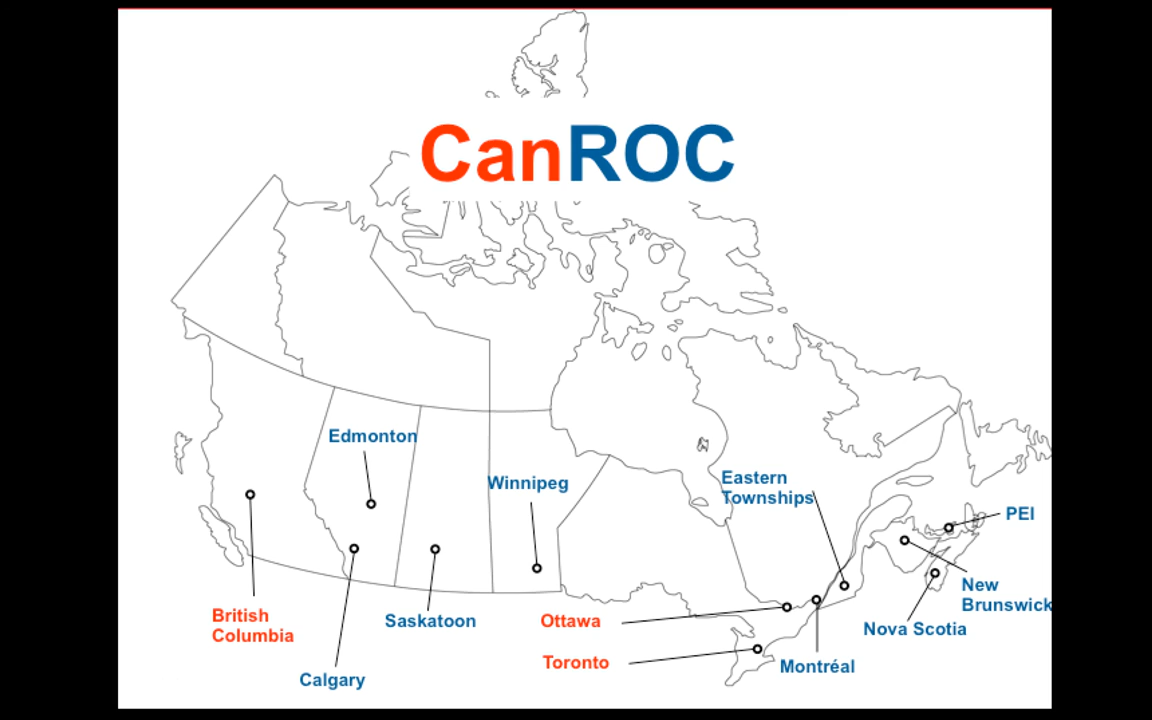 CanROC
Edmonton
Winnipeg
Eastern
Townships
PEI
New
Brunswick
British
Columbia
Saskatoon
Ottawa
Nova Scotia
Toronto
Montréal
Calgary